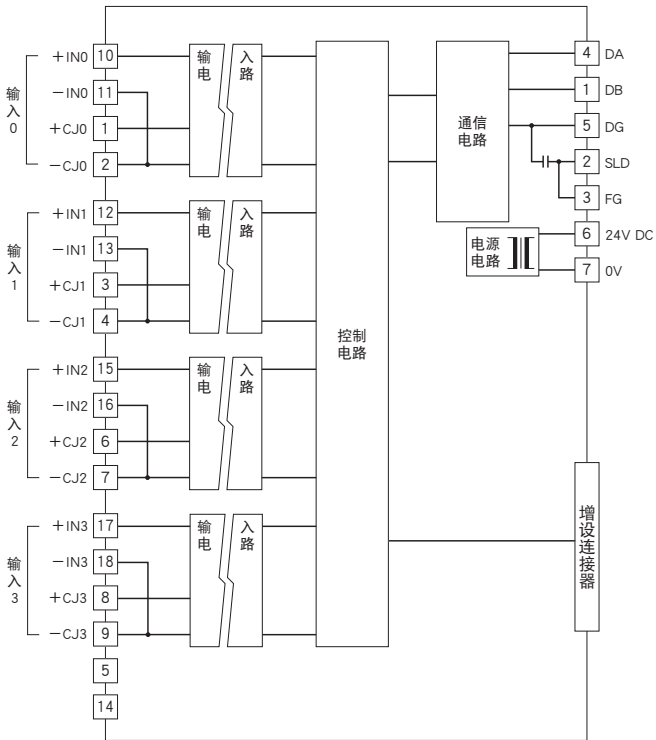 输入0
+IN0 10
−IN0 11
+CJ0 1
−CJ0 2
输入
电路
输入1
+IN1 12
−IN1 13
+CJ1 3
−CJ1 4
输入
电路
输入2
+IN2 15
−IN2 16
+CJ2 6
−CJ2 7
输入
电路
输入3
+IN3 17
−IN3 18
+CJ3 8
−CJ3 9
输入
电路
5
14
控制
电路
通信
电路
电源
电路
4 DA
1 DB
5 DG
2 SLD
3 FG
6 24V DC
7 0V
增设连接器